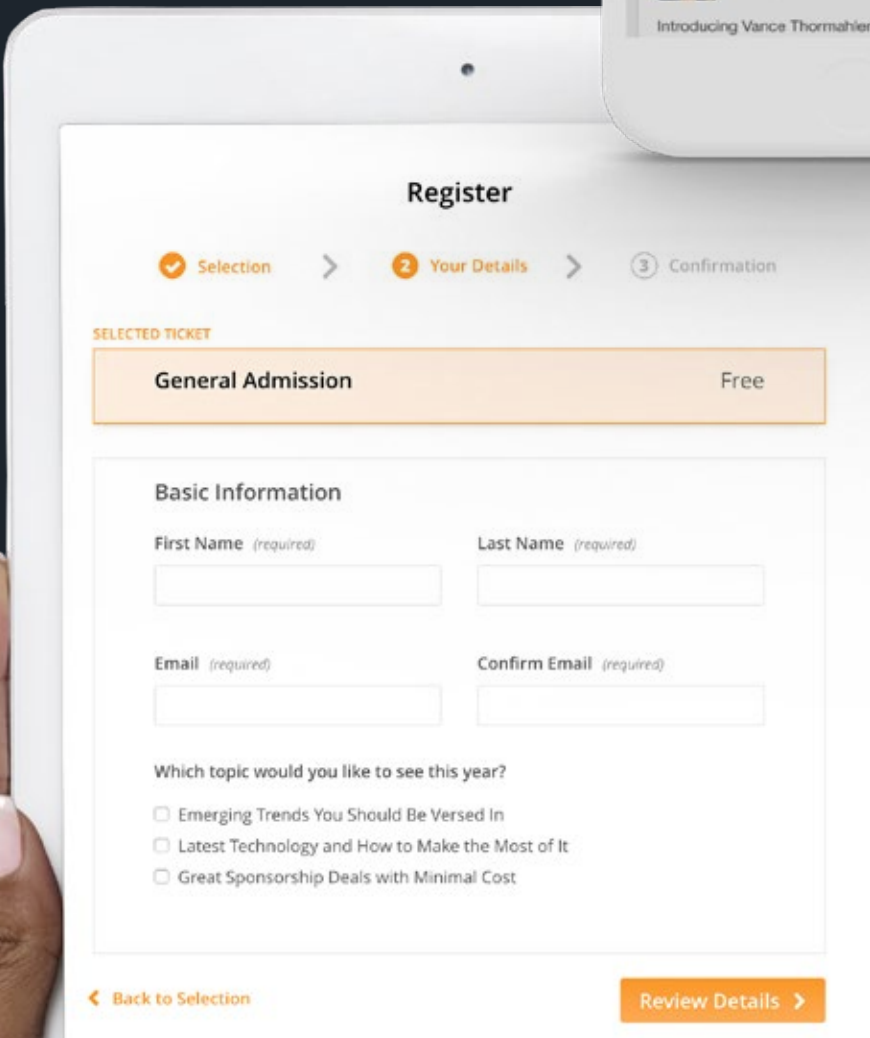 Introducing Vance
Register
Selection
2 Your Details
3 Confirmation
SELECTED TICKET
General Admission Free
Basic Information
First Name (required) Last Name (required)
Email (required) Confirm Email (required)
Which topic would you like to see this year?
Emerging Trends You Should Be Versed In
Latest Technology and How to Make the Most of It
Great Sponsorship Deals with Minimal Cost
Back to Selection Review Details